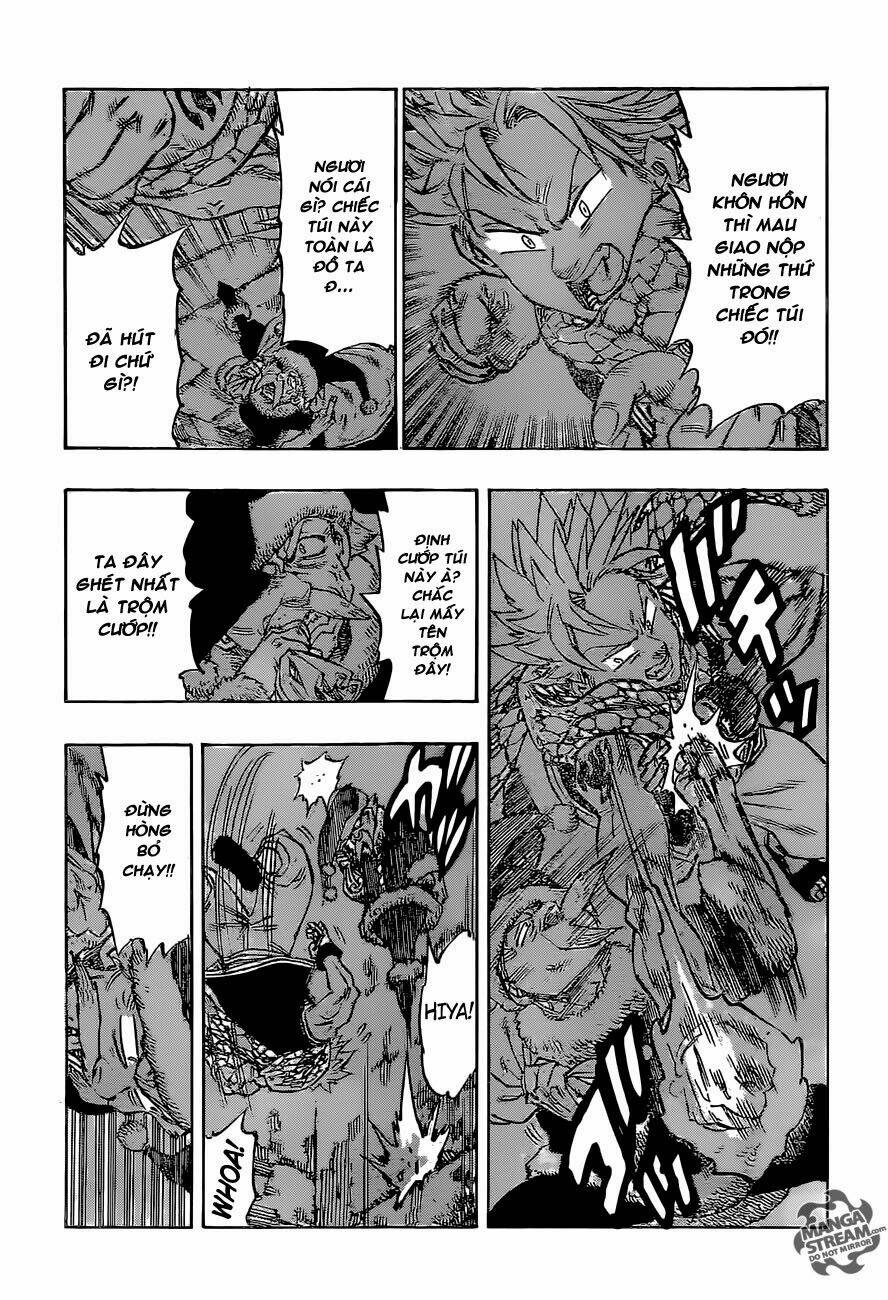 NGƯƠI
KHÔN HỒN
THÌ MAU
GIAO NỘP
NHỮNG THỨ
TRONG
CHIẾC TÚI
ĐÓ!!
NGƯƠI
NÓI CÁI
GÌ? CHIẾC
TÚI NÀY
TOÀN LÀ
ĐỒ TA
Đ...
ĐÃ HÚT
ĐI CHỨ
GÌ?!
ĐỊNH
CƯỚP TÚI
NÀY À?
CHẮC
LẠI MẤY
TÊN
TRỘM
ĐÂY!
TA ĐÂY
GHÉT NHẤT
LÀ TRỘM
CƯỚP!!
HIYA!
WHOA!
ĐỪNG
HÒNG
BỎ
CHẠY!!
MANGA
STREAM.com
DO NOT MIRROR